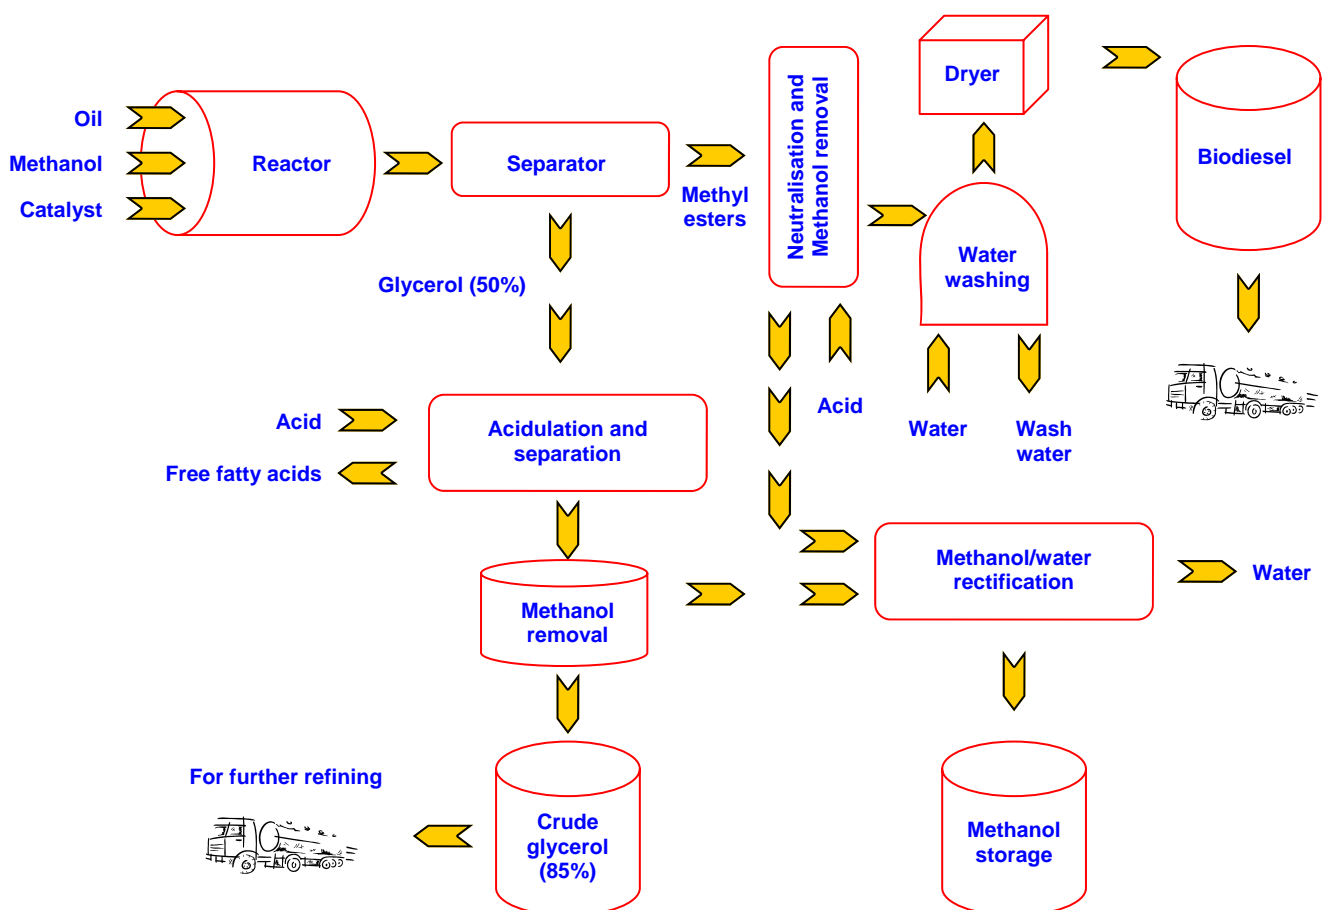 Oil
Methanol
Catalyst
Reactor
Separator
Methyl
esters
Neutralisation and
Methanol removal
Dryer
Biodiesel
Water
washing
Glycerol (50%)
Acid
Free fatty acids
Acidulation and
separation
Acid
Water
Wash
water
Methanol
removal
Methanol/water
rectification
Water
For further refining
Crude
glycerol
(85%)
Methanol
storage